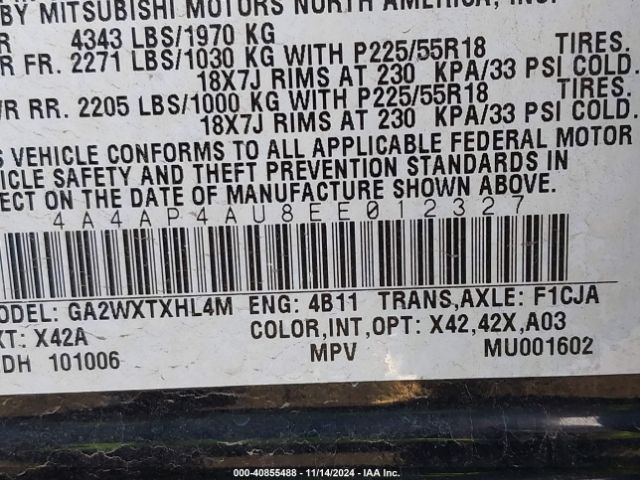 BY MITSUBISHI MOTORS NORTH AMERICA, INC.
R 4343 LBS/1970 KG
R FR. 2271 LBS/1030 KG WITH P225/55R18 TIRES.
18X7J RIMS AT 230 KPA/33 PSI COLD.
R RR. 2205 LBS/1000 KG WITH P225/55R18 TIRES.
18X7J RIMS AT 230 KPA/33 PSI COLD.
S VEHICLE CONFORMS TO ALL APPLICABLE FEDERAL MOTOR
ICLE SAFETY AND THEFT PREVENTION STANDARDS IN
ECT ON THE DATE OF MANUFACTURE SHOWN ABOVE.
4A4AP4AU8EE012327
MODEL: GA2WXTXHL4M ENG: 4B11 TRANS,AXLE: F1CJA
XT: X42A COLOR,INT,OPT: X42,42X,A03
DH 101006 MPV MU001602
000-40855488 - 11/14/2024 - IAA Inc.